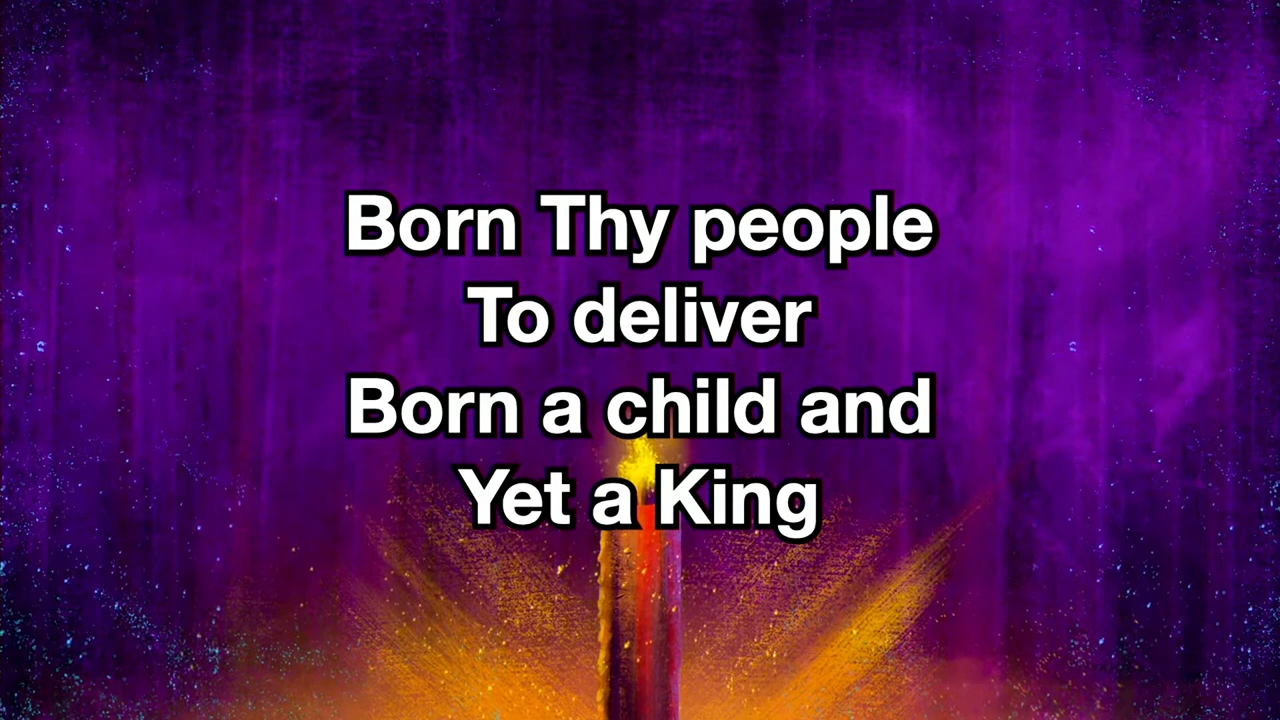 Born Thy people
To deliver
Born a child and
Yet a King